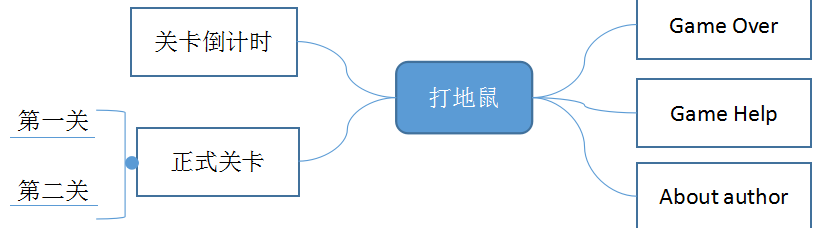 关卡倒计时
打地鼠
Game Over
第一关
正式关卡
Game Help
第二关
About author